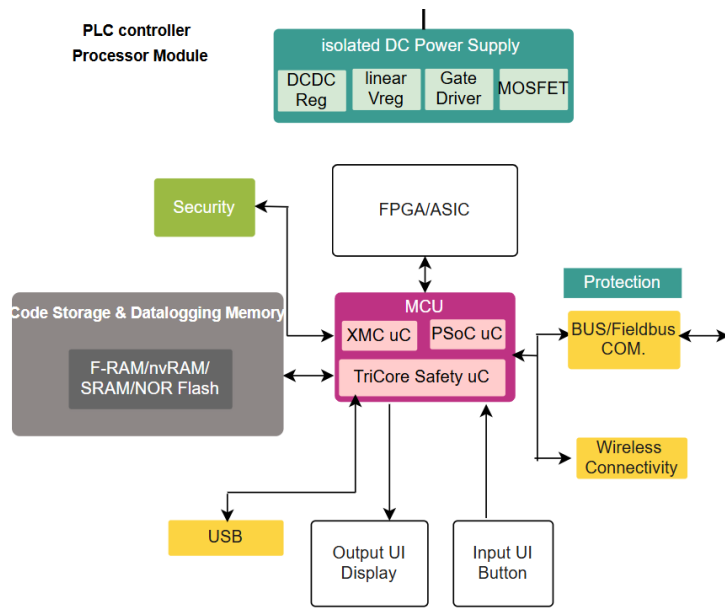 PLC controller
Processor Module
isolated DC Power Supply
DCDC
Reg
linear
Vreg
Gate
Driver
MOSFET
Security
FPGA/ASIC
Code Storage & Datalogging Memory
F-RAM/nvRAM/
SRAM/NOR Flash
MCU
XMC uC
PSoC uC
TriCore Safety uC
Protection
BUS/Fieldbus
COM.
Wireless
Connectivity
USB
Output UI
Display
Input UI
Button